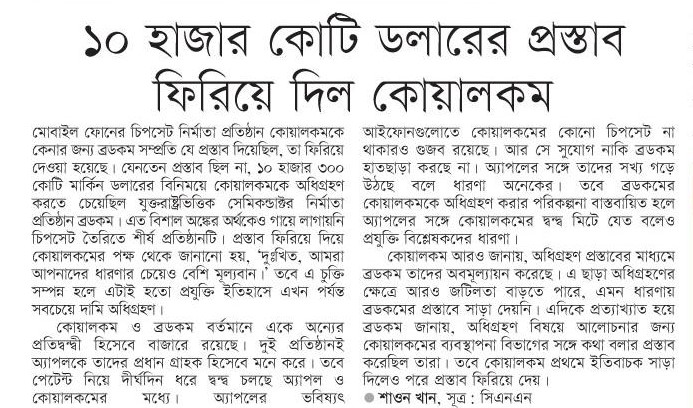 ১০ হাজার কোটি ডলারের প্রস্তাব
ফিরিয়ে দিল কোয়ালকম
মোবাইল ফোনের চিপসেট নির্মাতা প্রতিষ্ঠান কোয়ালকমকে
কেনার জন্য ব্রডকম সম্প্রতি যে প্রস্তাব দিয়েছিল, তা ফিরিয়ে
দেওয়া হয়েছে। যেনতেন প্রস্তাব ছিল না, ১০ হাজার ৩০০
কোটি মার্কিন ডলারের বিনিময়ে কোয়ালকমকে অধিগ্রহণ
করতে চেয়েছিল যুক্তরাষ্ট্রভিত্তিক সেমিকন্ডাক্টর নির্মাতা
প্রতিষ্ঠান ব্রডকম। এত বিশাল অঙ্কের অর্থকেও গায়ে লাগায়নি
চিপসেট তৈরিতে শীর্ষ প্রতিষ্ঠানটি। প্রস্তাব ফিরিয়ে দিয়ে
কোয়ালকমের পক্ষ থেকে জানানো হয়, ‘দুঃখিত, আমরা
আপনাদের ধারণার চেয়েও বেশি মূল্যবান।’ তবে এ চুক্তি
সম্পন্ন হলে এটাই হতো প্রযুক্তি ইতিহাসে এখন পর্যন্ত
সবচেয়ে দামি অধিগ্রহণ।
কোয়ালকম ও ব্রডকম বর্তমানে একে অন্যের
প্রতিদ্বন্দ্বী হিসেবে বাজারে রয়েছে। দুই প্রতিষ্ঠানই
অ্যাপলকে তাদের প্রধান গ্রাহক হিসেবে মনে করে। তবে
পেটেন্ট নিয়ে দীর্ঘদিন ধরে দ্বন্দ্ব চলছে অ্যাপল ও
কোয়ালকমের মধ্যে। অ্যাপলের ভবিষ্যৎ
আইফোনগুলোতে কোয়ালকমের কোনো চিপসেট না
থাকারও গুজব রয়েছে। আর সে সুযোগ নাকি ব্রডকম
হাতছাড়া করছে না। অ্যাপলের সঙ্গে তাদের সখ্য গড়ে
উঠছে বলে ধারণা অনেকের। তবে ব্রডকমের
কোয়ালকমকে অধিগ্রহণ করার পরিকল্পনা বাস্তবায়িত হলে
অ্যাপলের সঙ্গে কোয়ালকমের দ্বন্দ্ব মিটে যেত বলেও
প্রযুক্তি বিশ্লেষকদের ধারণা।
কোয়ালকম আরও জানায়, অধিগ্রহণ প্রস্তাবের মাধ্যমে
ব্রডকম তাদের অবমূল্যায়ন করেছে। এ ছাড়া অধিগ্রহণের
ক্ষেত্রে আরও জটিলতা বাড়তে পারে, এমন ধারণায়
ব্রডকমের প্রস্তাবে সাড়া দেয়নি। এদিকে প্রত্যাখ্যাত হয়ে
ব্রডকম জানায়, অধিগ্রহণ বিষয়ে আলোচনার জন্য
কোয়ালকমের ব্যবস্থাপনা বিভাগের সঙ্গে কথা বলার প্রস্তাব
করেছিল তারা। তবে কোয়ালকম প্রথমে ইতিবাচক সাড়া
দিলেও পরে প্রস্তাব ফিরিয়ে দেয়।
● শাওন খান, সূত্র : সিএনএন